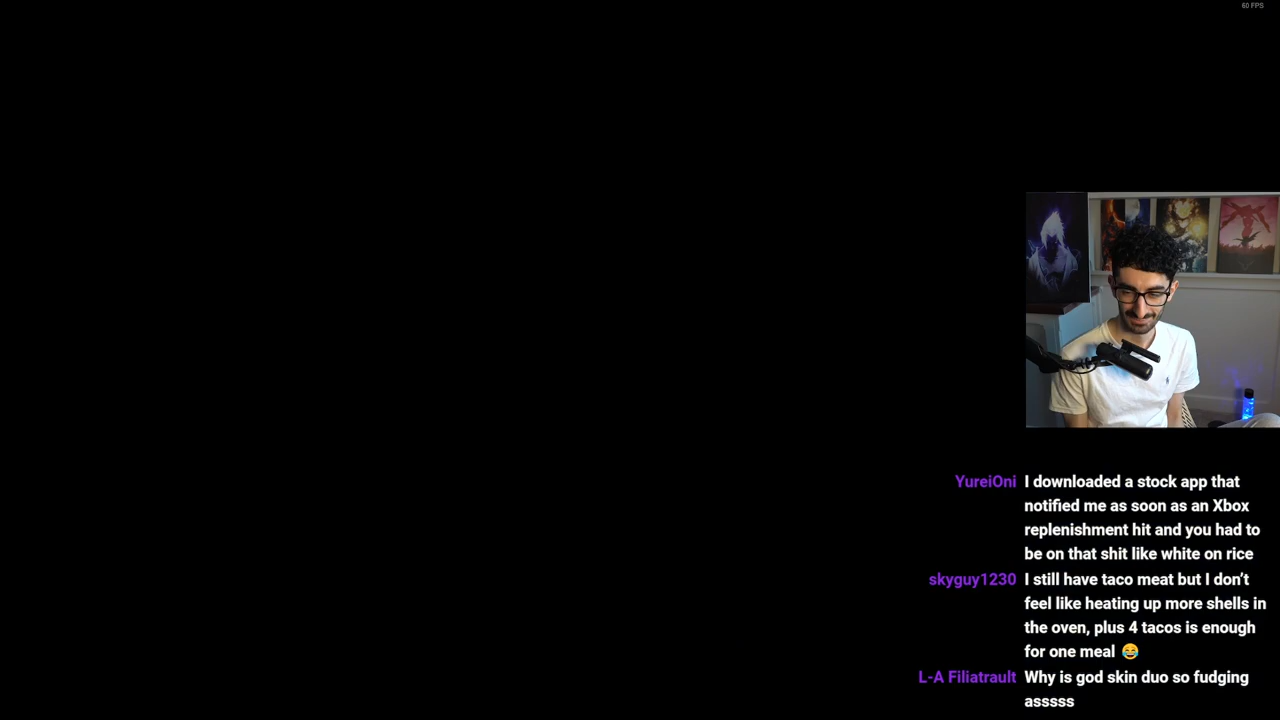 60 FPS
YureiOni I downloaded a stock app that
notified me as soon as an Xbox
replenishment hit and you had to
be on that shit like white on rice
skyguy1230 I still have taco meat but I don’t
feel like heating up more shells in
the oven, plus 4 tacos is enough
for one meal 😂
L-A Filiatrault Why is god skin duo so fudging
asssss